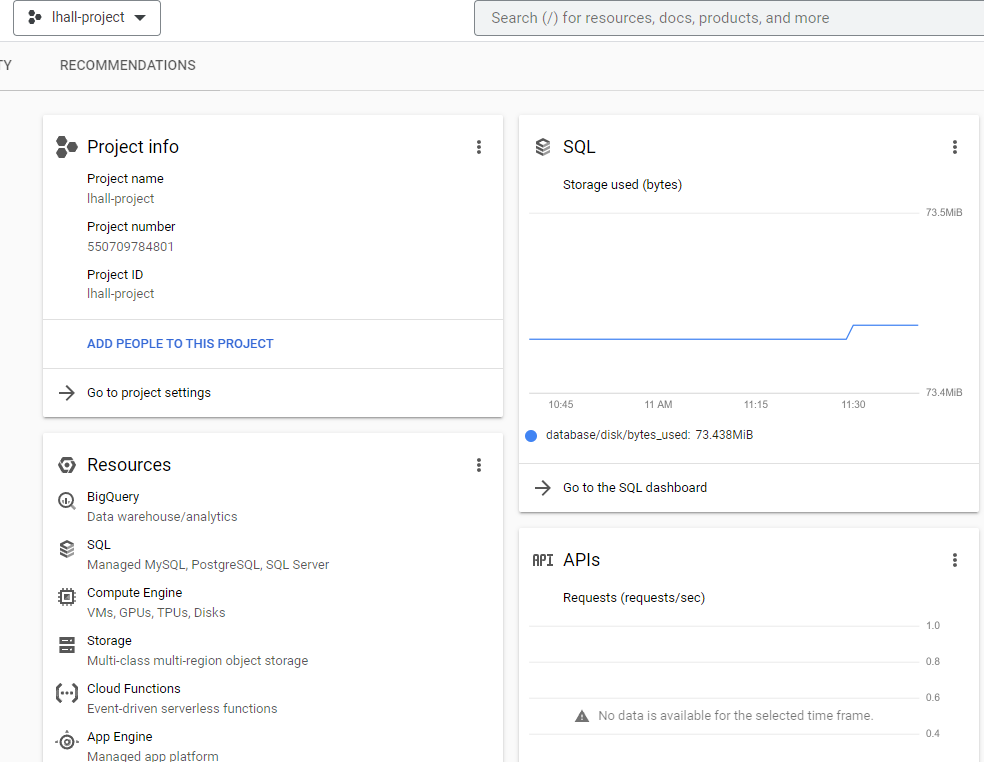 lhall-project
Search (/) for resources, docs, products, and more
TY
RECOMMENDATIONS
Project info
Project name
lhall-project
Project number
550709784801
Project ID
lhall-project
ADD PEOPLE TO THIS PROJECT
Go to project settings
Resources
BigQuery
Data warehouse/analytics
SQL
Managed MySQL, PostgreSQL, SQL Server
Compute Engine
VMs, GPUs, TPUs, Disks
Storage
Multi-class multi-region object storage
Cloud Functions
Event-driven serverless functions
App Engine
Managed app platform
SQL
Storage used (bytes)
73.5MiB
73.4MiB
10:45 11 AM 11:15 11:30
database/disk/bytes_used: 73.438MiB
Go to the SQL dashboard
API APIs
Requests (requests/sec)
1.0
0.8
0.6
No data is available for the selected time frame.
0.4